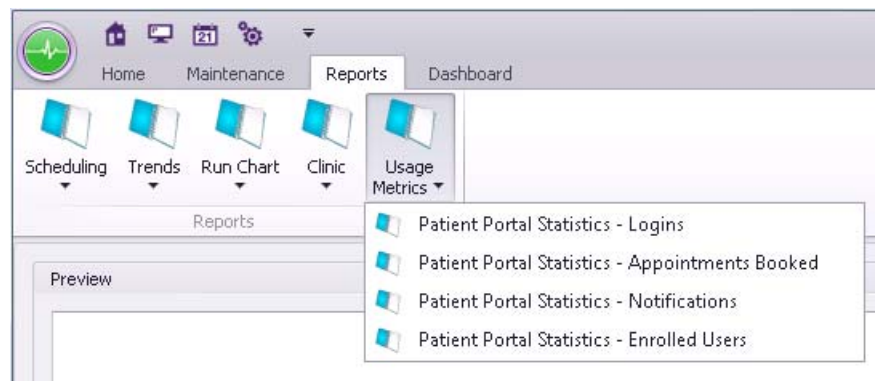 21
Home Maintenance Reports Dashboard
Scheduling Trends Run Chart Clinic Usage
Metrics
Reports
Patient Portal Statistics - Logins
Patient Portal Statistics - Appointments Booked
Preview
Patient Portal Statistics - Notifications
Patient Portal Statistics - Enrolled Users